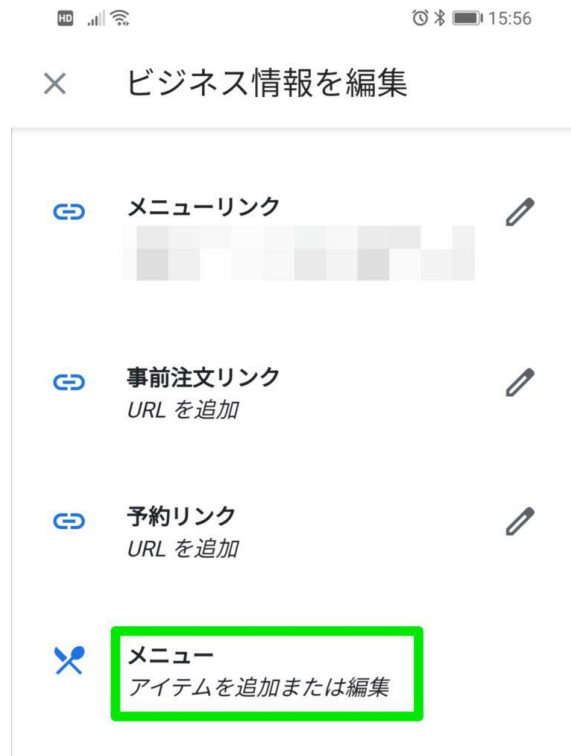 HD 15:56
ビジネス情報を編集
メニューリンク
事前注文リンク
URL を追加
予約リンク
URL を追加
メニュー
アイテムを追加または編集